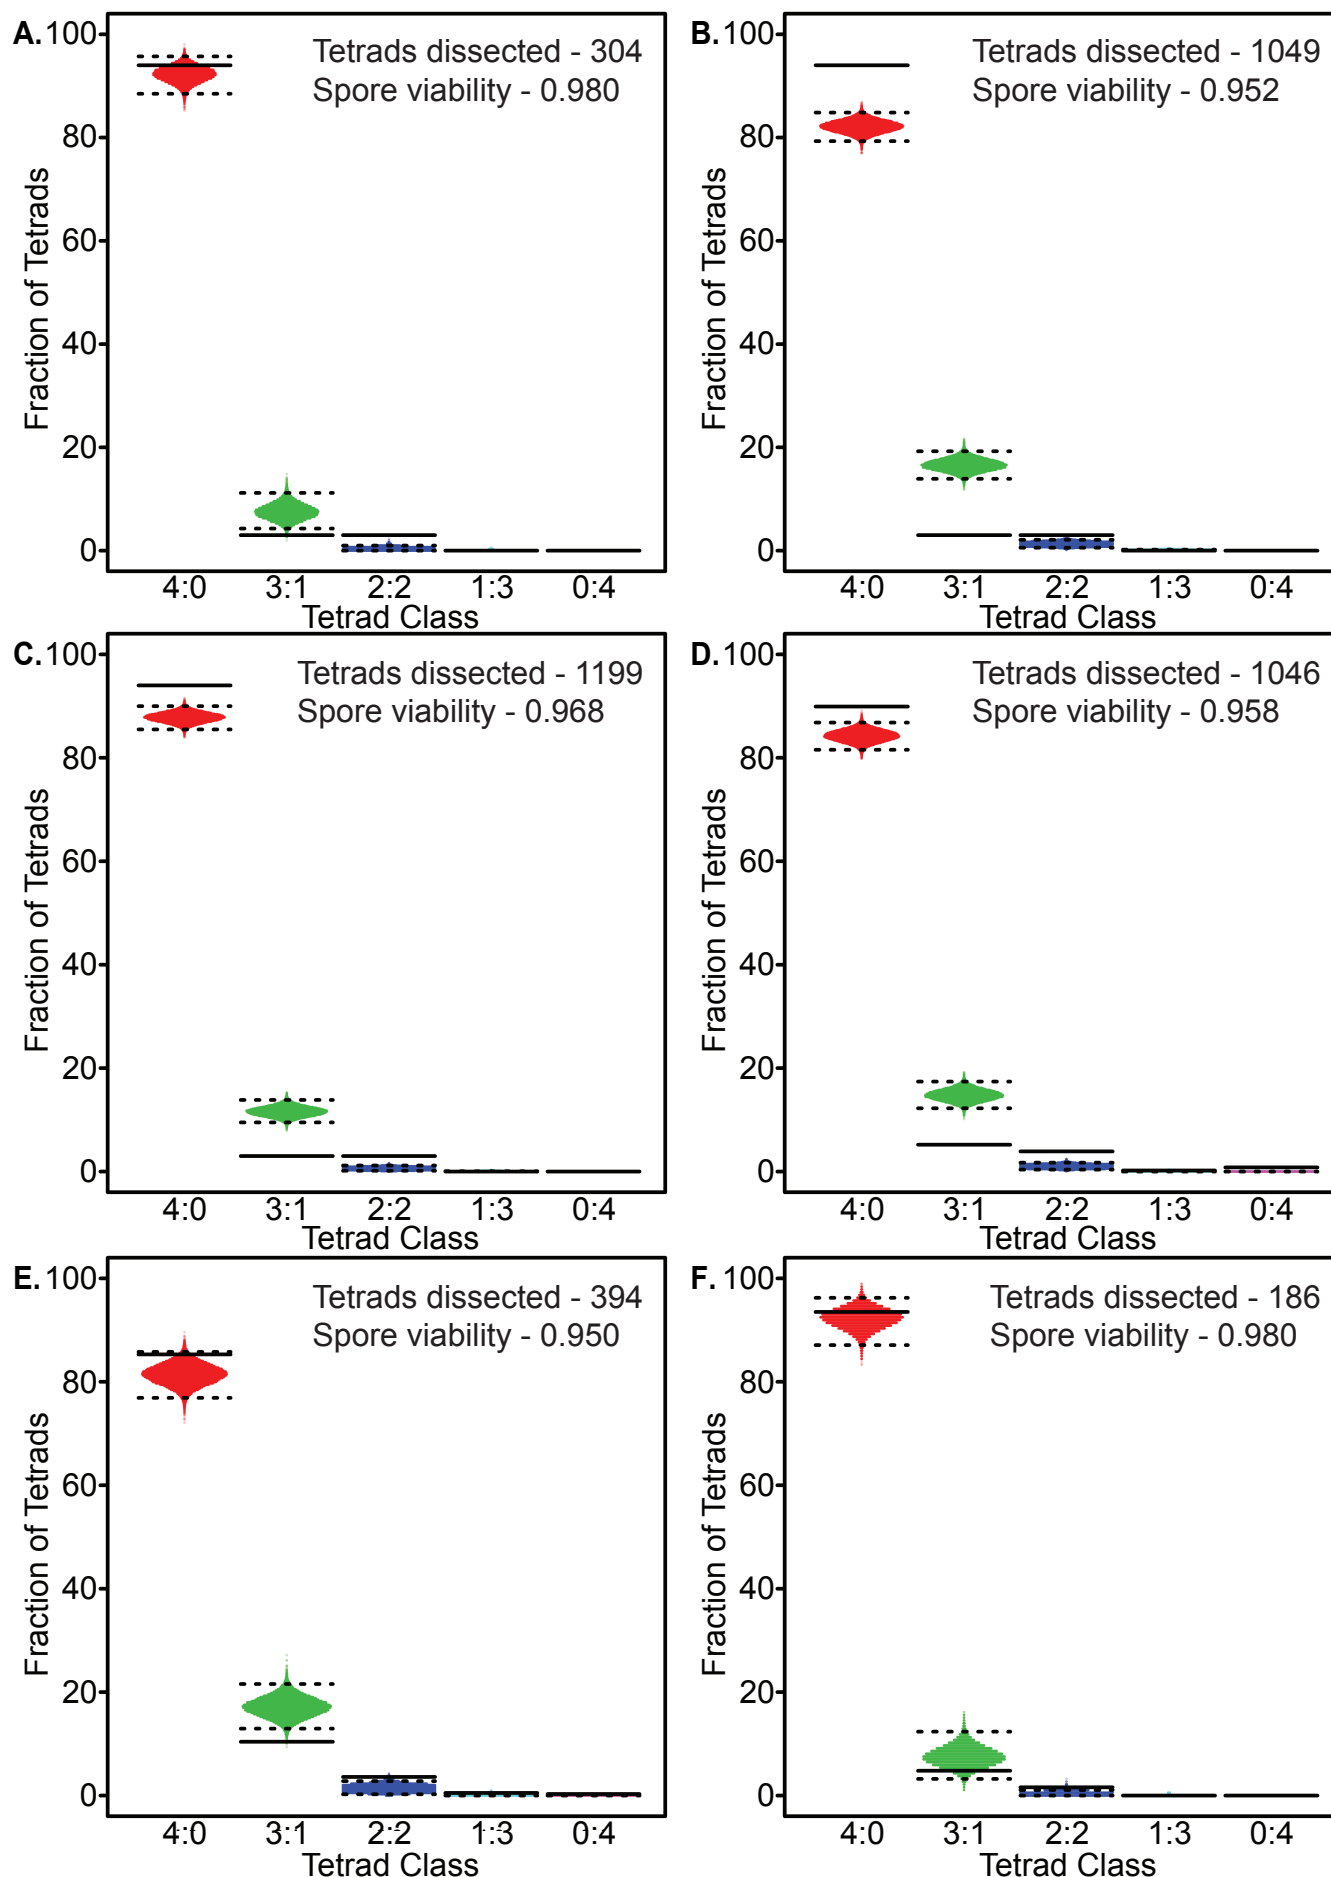 A.
Tetrads dissected - 304
Spore viability - 0.980
Fraction of Tetrads
100
80
60
40
20
0
4:0 3:1 2:2 1:3 0:4
Tetrad Class
B.
Tetrads dissected - 1049
Spore viability - 0.952
Fraction of Tetrads
100
80
60
40
20
0
4:0 3:1 2:2 1:3 0:4
Tetrad Class
C.
Tetrads dissected - 1199
Spore viability - 0.968
Fraction of Tetrads
100
80
60
40
20
0
4:0 3:1 2:2 1:3 0:4
Tetrad Class
D.
Tetrads dissected - 1046
Spore viability - 0.958
Fraction of Tetrads
100
80
60
40
20
0
4:0 3:1 2:2 1:3 0:4
Tetrad Class
E.
Tetrads dissected - 394
Spore viability - 0.950
Fraction of Tetrads
100
80
60
40
20
0
4:0 3:1 2:2 1:3 0:4
Tetrad Class
F.
Tetrads dissected - 186
Spore viability - 0.980
Fraction of Tetrads
100
80
60
40
20
0
4:0 3:1 2:2 1:3 0:4
Tetrad Class